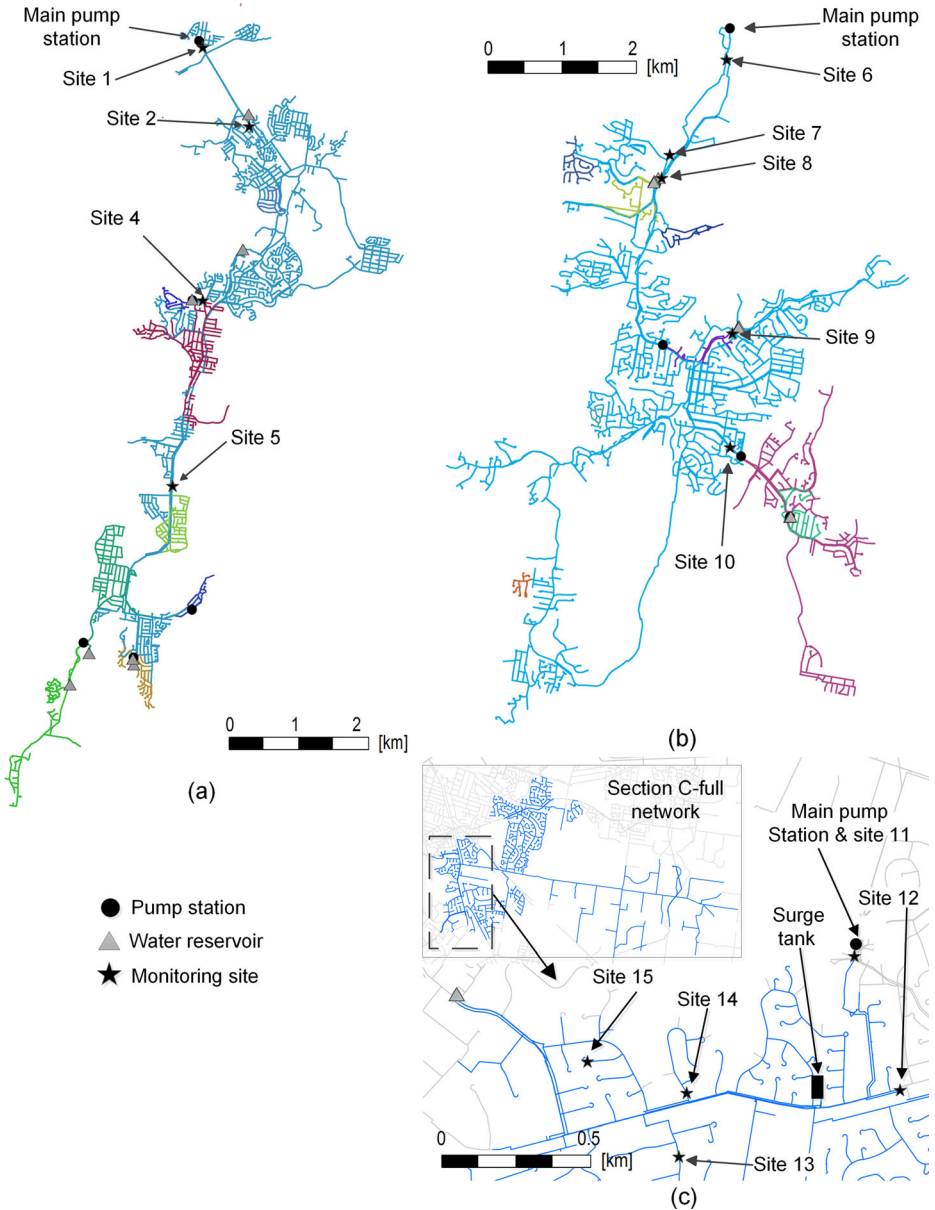 Main pump
station
Site 1
Site 2
Site 4
Site 5
0 1 2
[km]
(a)
0 1 2
[km]
Main pump
station
Site 6
Site 7
Site 8
Site 9
Site 10
(b)
Pump station
Water reservoir
Monitoring site
Section C-full
network
Main pump
Station & site 11
Site 12
Surge
tank
Site 15
Site 14
0 0.5
[km]
Site 13
(c)